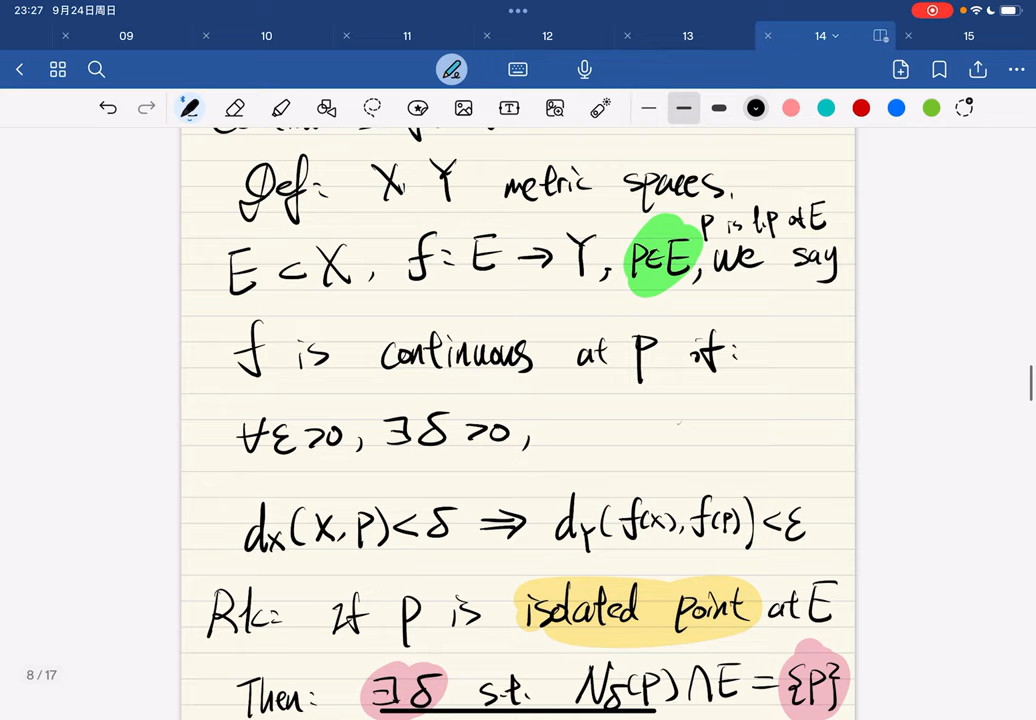 23:27 9月24日周日
09 10 11 12 13 14 15
Def: X Y metric spaces.
p is l.p of E
E ⊂ X, f: E → Y, p∈E, we say
f is continuous at p if:
∀ε>0, ∃δ>0,
dx(x,p)<δ ⇒ dY(f(x),f(p))<ε
Rk: If p is isolated point at E
8/17
Then: ∃δ s.t. Nδ(p)∩E = {p}